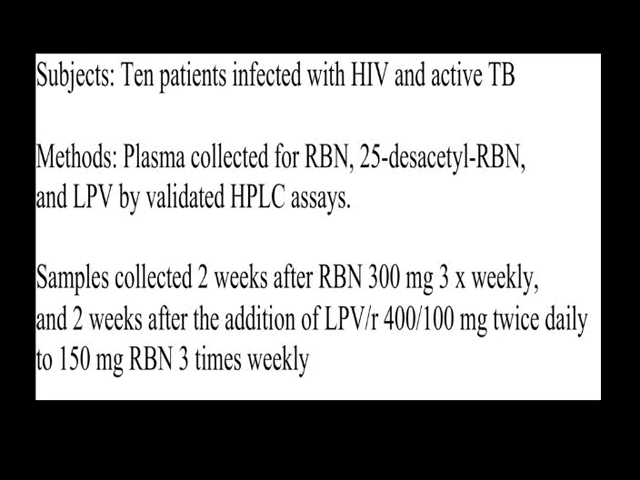 Subjects: Ten patients infected with HIV and active TB
Methods: Plasma collected for RBN, 25-desacetyl-RBN,
and LPV by validated HPLC assays.
Samples collected 2 weeks after RBN 300 mg 3 x weekly,
and 2 weeks after the addition of LPV/r 400/100 mg twice daily
to 150 mg RBN 3 times weekly